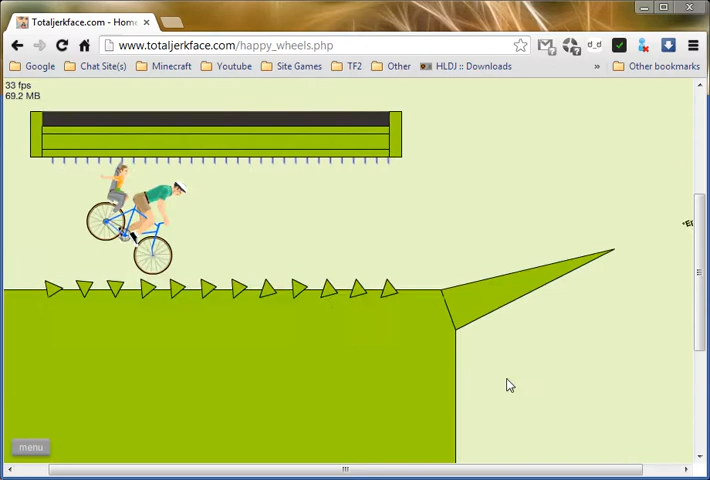 Totaljerkface.com - Home
www.totaljerkface.com/happy_wheels.php
Google Chat Site(s) Minecraft Youtube Site Games TF2 Other HLDJ :: Downloads » Other bookmarks
33 fps
69.2 MB
menu